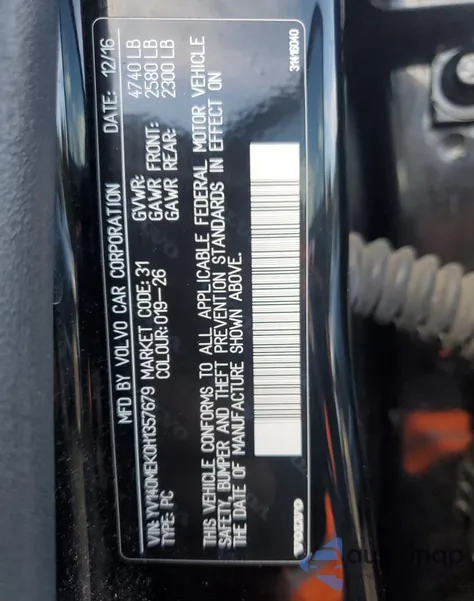 MFD BY VOLVO CAR CORPORATION DATE: 12/16
GVWR: 4740 LB
VIN: YV140MEK0H1357679 MARKET CODE: 31 GAWR FRONT: 2580 LB
TYPE: PC COLOUR: 019-26 GAWR REAR: 2300 LB
THIS VEHICLE CONFORMS TO ALL APPLICABLE FEDERAL MOTOR VEHICLE
SAFETY, BUMPER AND THEFT PREVENTION STANDARDS IN EFFECT ON
THE DATE OF MANUFACTURE SHOWN ABOVE.
VOLVO 31416040